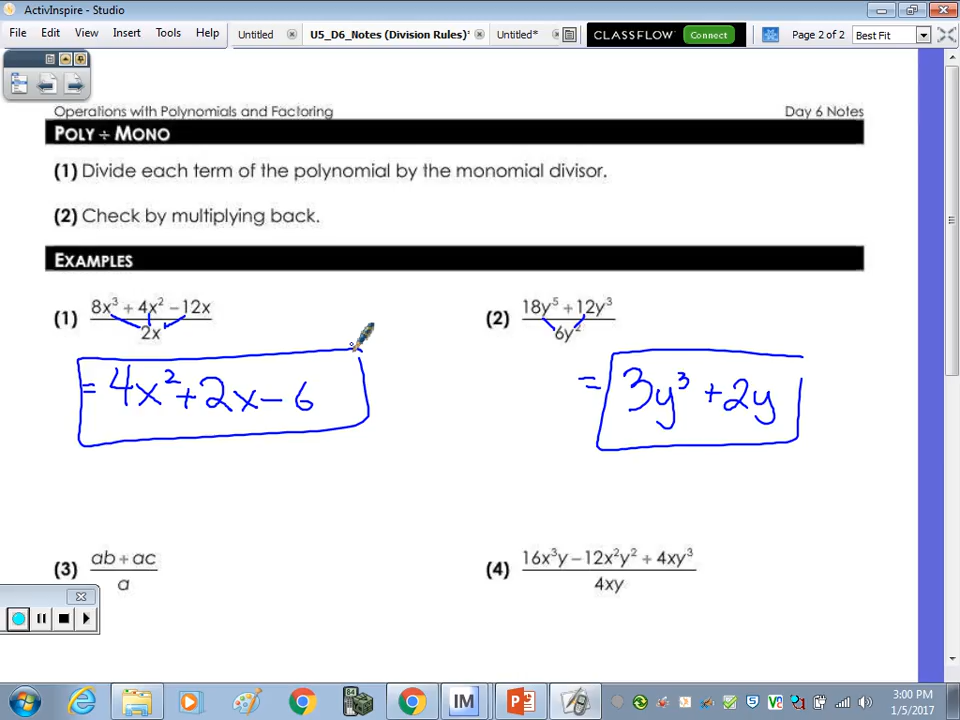 ActivInspire - Studio
File Edit View Insert Tools Help Untitled U5_D6_Notes (Division Rules)* Untitled* CLASSFLOW Connect Page 2 of 2 Best Fit
Operations with Polynomials and Factoring Day 6 Notes
POLY ÷ MONO
(1) Divide each term of the polynomial by the monomial divisor.
(2) Check by multiplying back.
EXAMPLES
(1) 8x³ + 4x² − 12x (2) 18y⁵ + 12y³
2x 6y²
= 4x² + 2x − 6 = 3y³ + 2y
(3) ab + ac (4) 16x³y − 12x²y² + 4xy³
a 4xy
84 IM V2
3:00 PM
1/5/2017